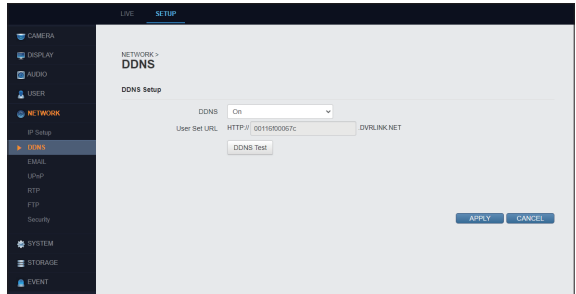 LIVE SETUP
CAMERA
DISPLAY
AUDIO
USER
NETWORK
IP Setup
DDNS
EMAIL
UPnP
RTP
FTP
Security
SYSTEM
STORAGE
EVENT
NETWORK >
DDNS
DDNS Setup
DDNS On
User Set URL HTTP:// 00116f00067c .DVRLINK.NET
DDNS Test
APPLY CANCEL